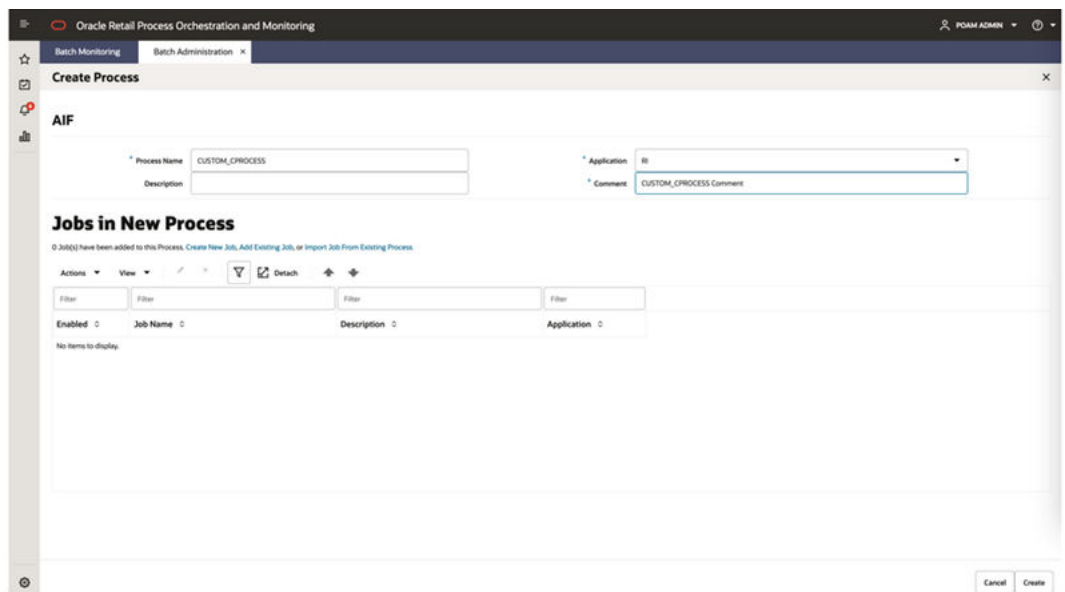 Oracle Retail Process Orchestration and Monitoring
POAM ADMIN
Batch Monitoring
Batch Administration
Create Process
AIF
* Process Name CUSTOM_CPROCESS
* Application RI
Description
* Comment CUSTOM_CPROCESS Comment
Jobs in New Process
0 Job(s) have been added to this Process, Create New Job, Add Existing Job, or Import Job From Existing Process
Actions View Detach
Filter Filter Filter Filter
Enabled Job Name Description Application
No items to display.
Cancel Create